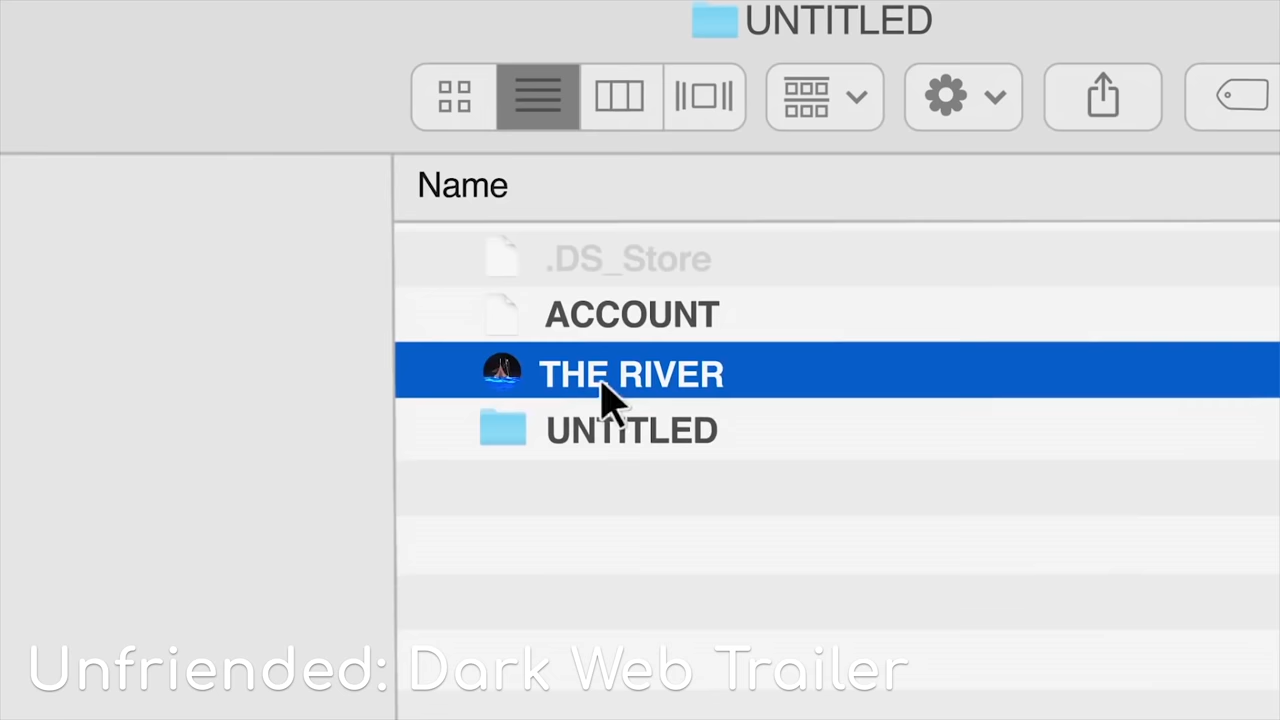 UNTITLED
Name
.DS_Store
ACCOUNT
THE RIVER
UNTITLED
Unfriended: Dark Web Trailer